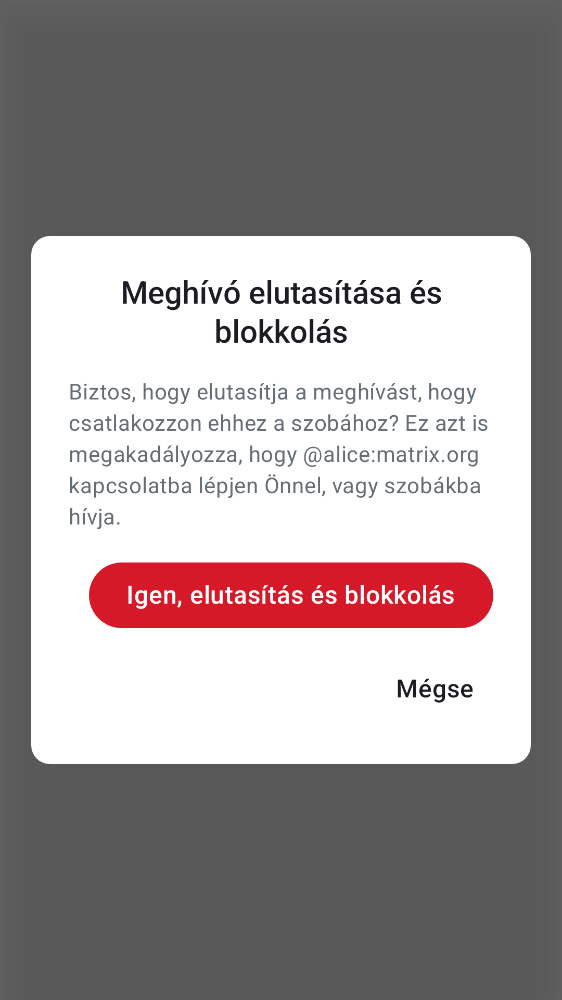 Meghívó elutasítása és
blokkolás
Biztos, hogy elutasítja a meghívást, hogy
csatlakozzon ehhez a szobához? Ez azt is
megakadályozza, hogy @alice:matrix.org
kapcsolatba lépjen Önnel, vagy szobákba
hívja.
Igen, elutasítás és blokkolás
Mégse